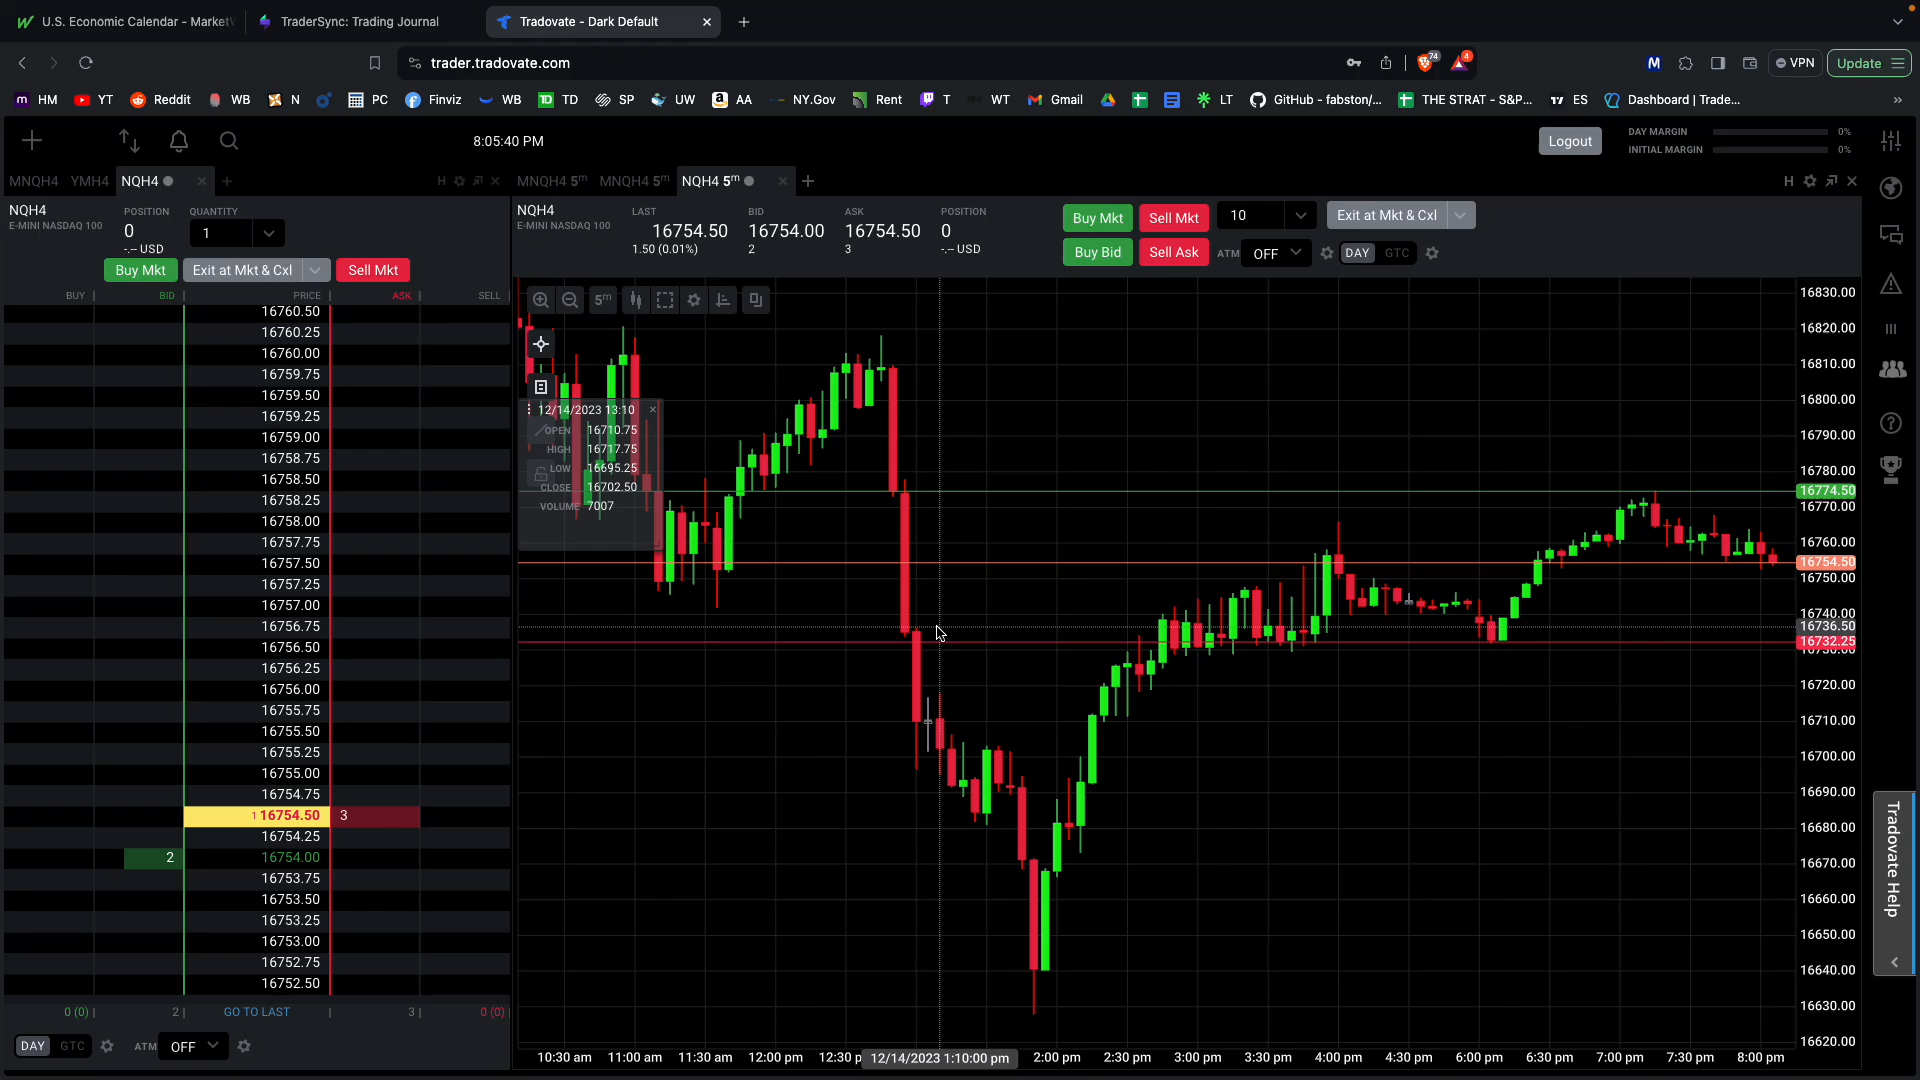 U.S. Economic Calendar - MarketW
TraderSync: Trading Journal
Tradovate - Dark Default
trader.tradovate.com
74
4
VPN
Update
HM
YT
Reddit
WB
N
PC
Finviz
WB
TD
SP
UW
AA
NY.Gov
Rent
T
WT
Gmail
GitHub - fabston/...
THE STRAT - S&P...
ES
Dashboard | Trade...
8:05:40 PM
Logout
DAY MARGIN 0%
INITIAL MARGIN 0%
MNQH4 YMH4 NQH4
H
MNQH4 5m MNQH4 5m NQH4 5m
H
NQH4
E-MINI NASDAQ 100
POSITION
0
-.-- USD
QUANTITY
1
Buy Mkt
Exit at Mkt & Cxl
Sell Mkt
BUY BID PRICE ASK SELL
16760.50
16760.25
16760.00
16759.75
16759.50
16759.25
16759.00
16758.75
16758.50
16758.25
16758.00
16757.75
16757.50
16757.25
16757.00
16756.75
16756.50
16756.25
16756.00
16755.75
16755.50
16755.25
16755.00
16754.75
1 16754.50 3
16754.25
2 16754.00
16753.75
16753.50
16753.25
16753.00
16752.75
16752.50
0 (0) 2 GO TO LAST 3 0 (0)
DAY GTC ATM OFF
NQH4
E-MINI NASDAQ 100
LAST
16754.50
1.50 (0.01%)
BID
16754.00
2
ASK
16754.50
3
POSITION
0
-.-- USD
Buy Mkt
Sell Mkt
10
Exit at Mkt & Cxl
Buy Bid
Sell Ask
ATM OFF
DAY GTC
5m
12/14/2023 13:10
OPEN 16710.75
HIGH 16717.75
LOW 16695.25
CLOSE 16702.50
VOLUME 7007
16830.00
16820.00
16810.00
16800.00
16790.00
16780.00
16774.50
16770.00
16760.00
16754.50
16750.00
16740.00
16736.50
16732.25
16730.00
16720.00
16710.00
16700.00
16690.00
16680.00
16670.00
16660.00
16650.00
16640.00
16630.00
16620.00
10:30 am 11:00 am 11:30 am 12:00 pm 12:30 p 12/14/2023 1:10:00 pm 2:00 pm 2:30 pm 3:00 pm 3:30 pm 4:00 pm 4:30 pm 6:00 pm 6:30 pm 7:00 pm 7:30 pm 8:00 pm
Tradovate Help